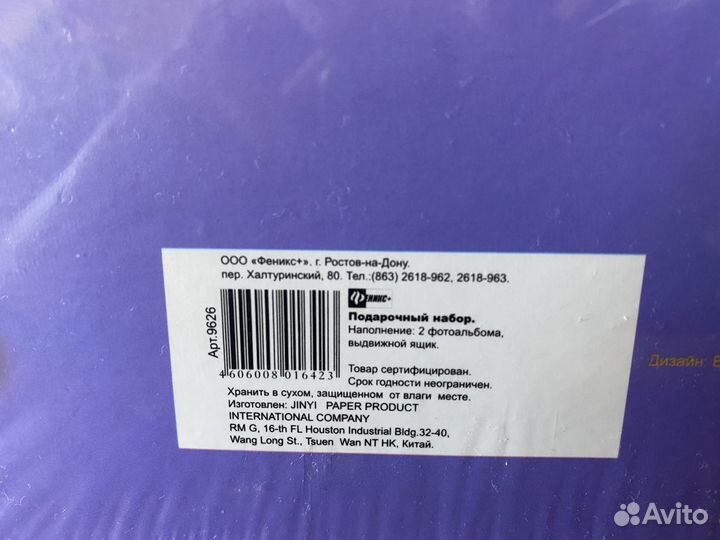 ООО «Феникс+». г. Ростов-на-Дону.
пер. Халтуринский, 80. Тел.:(863) 2618-962, 2618-963.
Арт.9626
4606008016423
ФЕНИКС+
Подарочный набор.
Наполнение: 2 фотоальбома,
выдвижной ящик.
Товар сертифицирован.
Срок годности неограничен.
Хранить в сухом, защищенном от влаги месте.
Изготовлен: JINYI PAPER PRODUCT
INTERNATIONAL COMPANY
RM G, 16-th FL Houston Industrial Bldg.32-40,
Wang Long St., Tsuen Wan NT HK, Китай.
Дизайн:
Avito